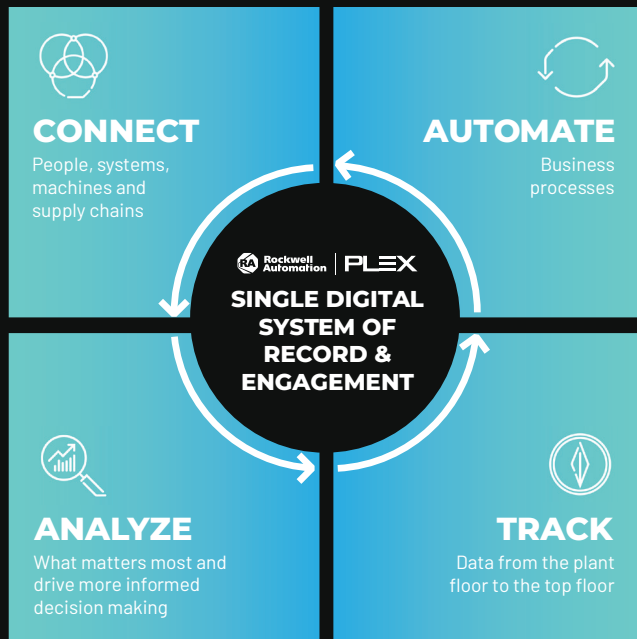 CONNECT
People, systems,
machines and
supply chains
AUTOMATE
Business
processes
RA Rockwell
Automation
PLEX
SINGLE DIGITAL
SYSTEM OF
RECORD &
ENGAGEMENT
ANALYZE
What matters most and
drive more informed
decision making
TRACK
Data from the plant
floor to the top floor